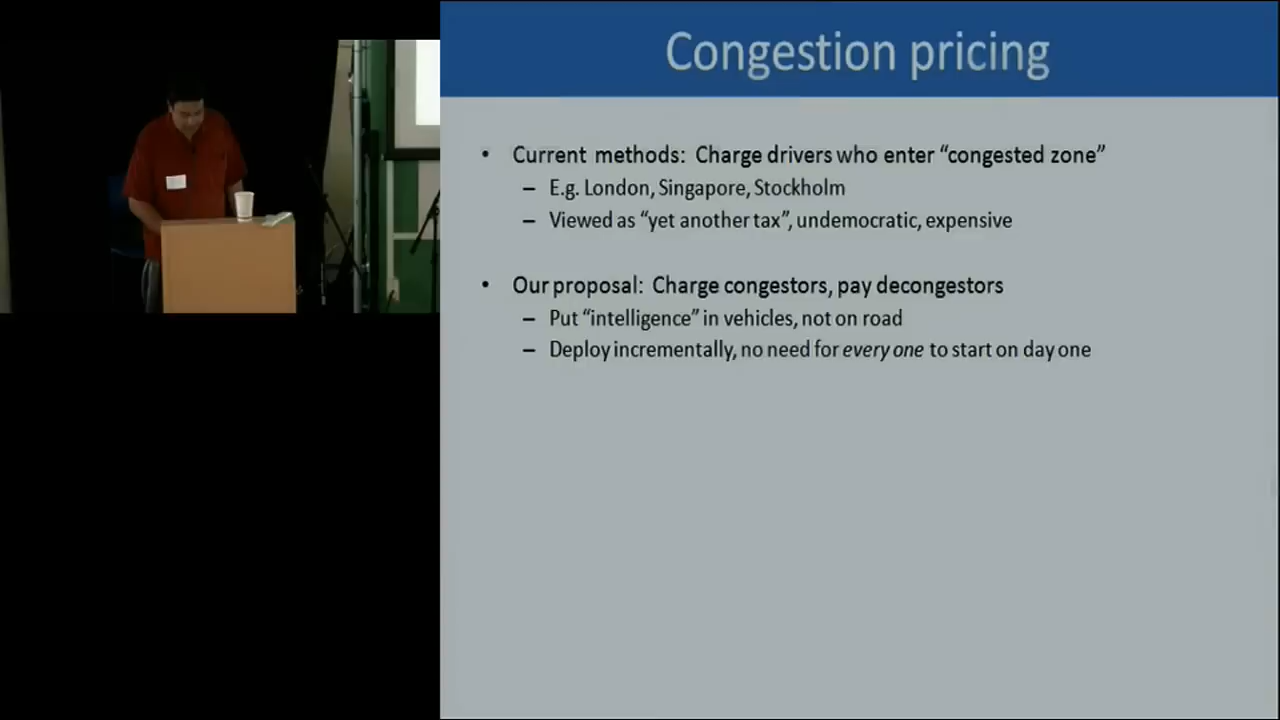 Congestion pricing
• Current methods: Charge drivers who enter “congested zone”
– E.g. London, Singapore, Stockholm
– Viewed as “yet another tax”, undemocratic, expensive
• Our proposal: Charge congestors, pay decongestors
– Put “intelligence” in vehicles, not on road
– Deploy incrementally, no need for every one to start on day one